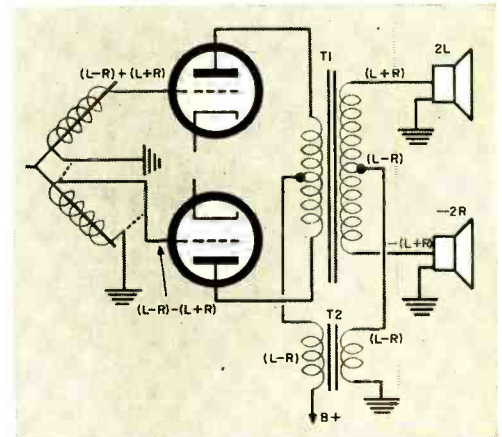 T1
2L
(L-R)+(L+R)
(L+R)
(L-R)
-(L+R)
-2R
(L-R)-(L+R)
T2
(L-R)
(L-R)
B+